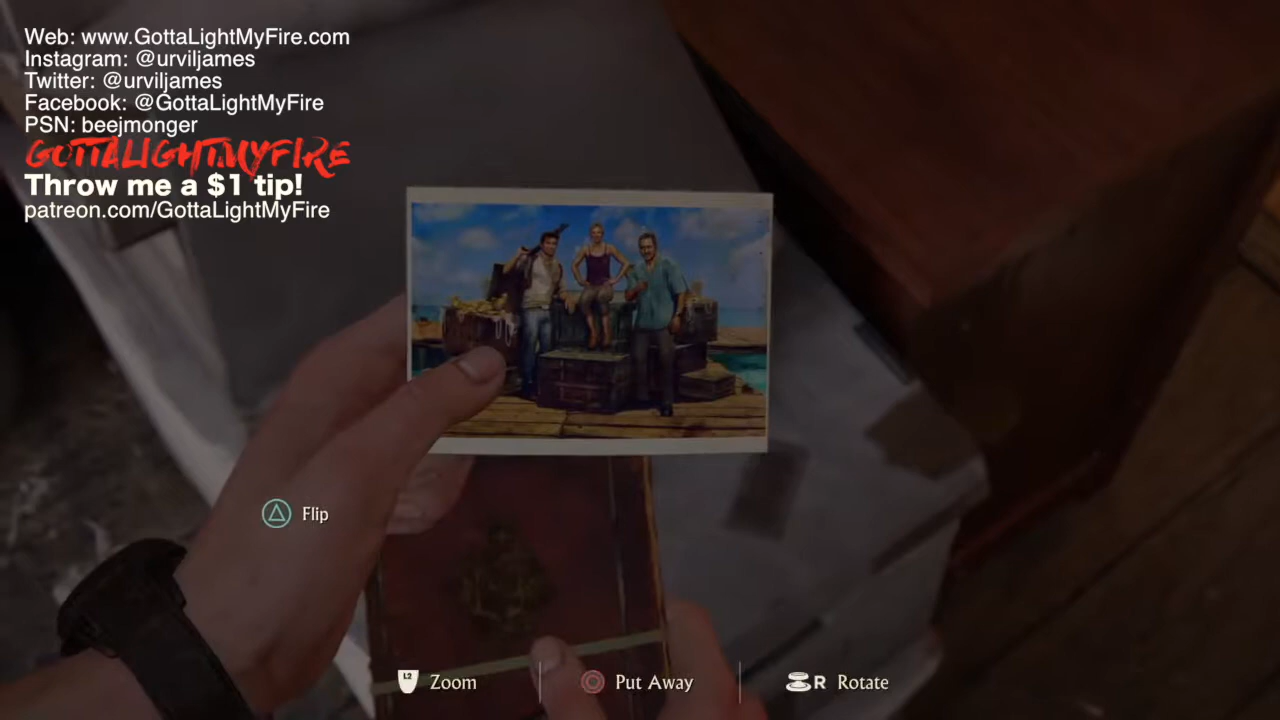 Web: www.GottaLightMyFire.com
Instagram: @urviljames
Twitter: @urviljames
Facebook: @GottaLightMyFire
PSN: beejmonger
GOTTALIGHTMYFIRE
Throw me a $1 tip!
patreon.com/GottaLightMyFire
Flip
L2 Zoom
Put Away
R Rotate